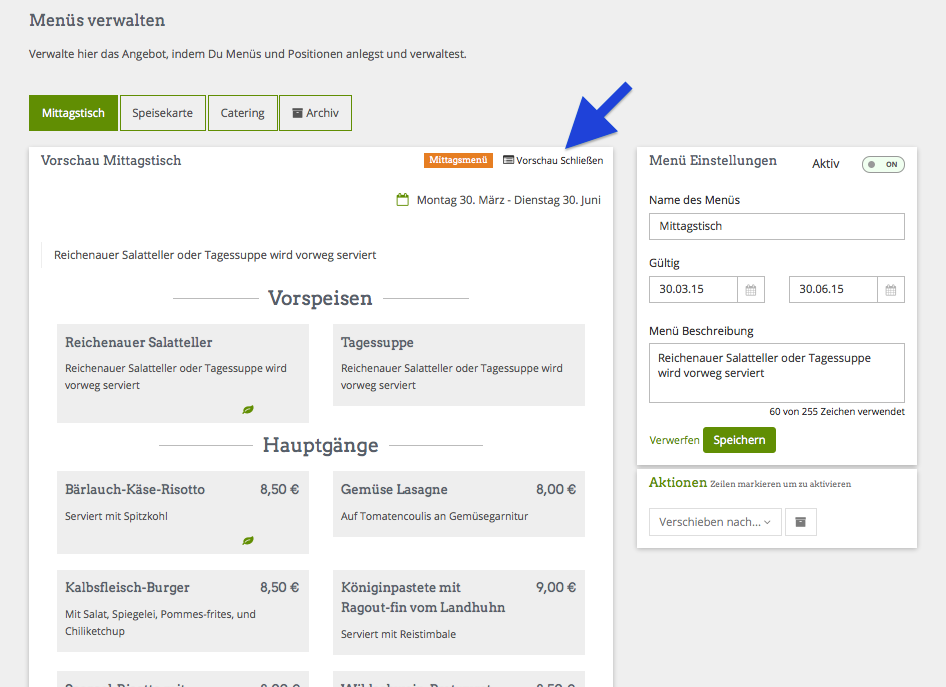 Menüs verwalten
Verwalte hier das Angebot, indem Du Menüs und Positionen anlegst und verwaltest.
Mittagstisch
Speisekarte
Catering
Archiv
Vorschau Mittagstisch
Mittagsmenü
Vorschau Schließen
Montag 30. März - Dienstag 30. Juni
Reichenauer Salatteller oder Tagessuppe wird vorweg serviert
Vorspeisen
Reichenauer Salatteller
Reichenauer Salatteller oder Tagessuppe wird
vorweg serviert
Tagessuppe
Reichenauer Salatteller oder Tagessuppe wird
vorweg serviert
Hauptgänge
Bärlauch-Käse-Risotto 8,50 €
Serviert mit Spitzkohl
Gemüse Lasagne 8,00 €
Auf Tomatencoulis an Gemüsegarnitur
Kalbsfleisch-Burger 8,50 €
Mit Salat, Spiegelei, Pommes-frites, und
Chiliketchup
Königinpastete mit 9,00 €
Ragout-fin vom Landhuhn
Serviert mit Reistimbale
Menü Einstellungen
Aktiv
ON
Name des Menüs
Mittagstisch
Gültig
30.03.15
30.06.15
Menü Beschreibung
Reichenauer Salatteller oder Tagessuppe
wird vorweg serviert
60 von 255 Zeichen verwendet
Verwerfen
Speichern
Aktionen Zeilen markieren um zu aktivieren
Verschieben nach...